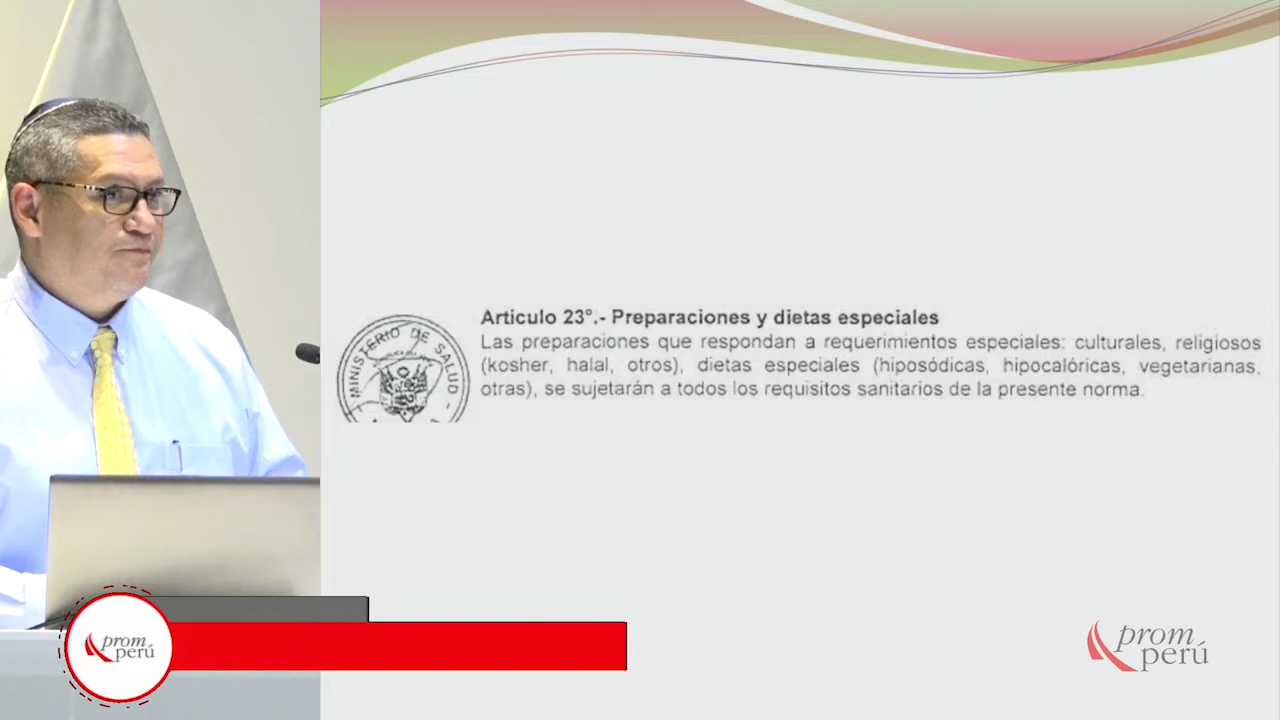 Artículo 23°.- Preparaciones y dietas especiales
Las preparaciones que respondan a requerimientos especiales: culturales, religiosos
(kosher, halal, otros), dietas especiales (hiposódicas, hipocalóricas, vegetarianas,
otras), se sujetarán a todos los requisitos sanitarios de la presente norma.
MINISTERIO DE SALUD -
prom
perú
prom
perú